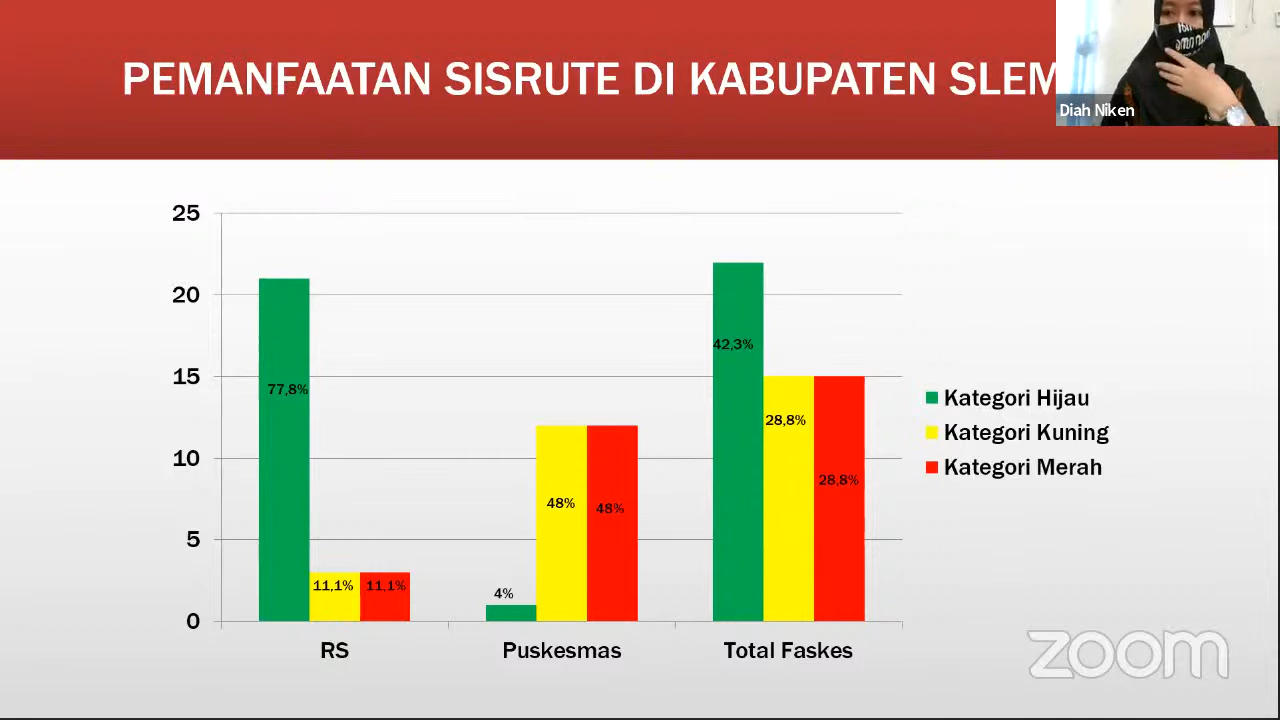 PEMANFAATAN SISRUTE DI KABUPATEN SLEM
Diah Niken
25
20
15
10
5
0
77,8%
11,1%
11,1%
4%
48%
48%
42,3%
28,8%
28,8%
RS
Puskesmas
Total Faskes
Kategori Hijau
Kategori Kuning
Kategori Merah
zoom